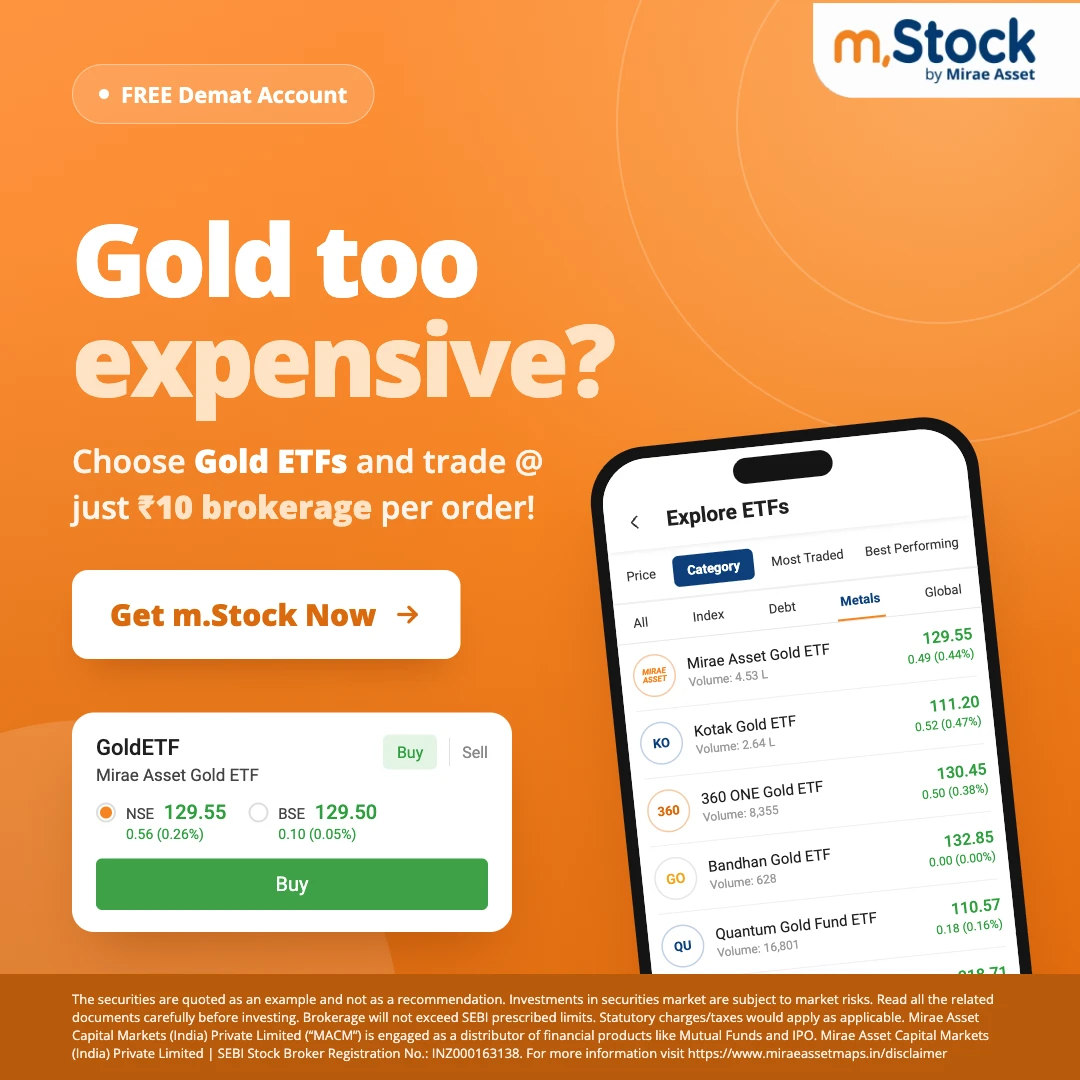 m.Stock
by Mirae Asset
FREE Demat Account
Gold too
expensive?
Choose Gold ETFs and trade @
just ₹10 brokerage per order!
Get m.Stock Now →
GoldETF
Buy | Sell
Mirae Asset Gold ETF
NSE 129.55 BSE 129.50
0.56 (0.26%) 0.10 (0.05%)
Buy
Explore ETFs
Price Category Most Traded Best Performing
All Index Debt Metals Global
MIRAE
ASSET
Mirae Asset Gold ETF 129.55
Volume: 4.53 L 0.49 (0.44%)
KO
Kotak Gold ETF 111.20
Volume: 2.64 L 0.52 (0.47%)
360
360 ONE Gold ETF 130.45
Volume: 8,355 0.50 (0.38%)
GO
Bandhan Gold ETF 132.85
Volume: 628 0.00 (0.00%)
QU
Quantum Gold Fund ETF 110.57
Volume: 16,801 0.18 (0.16%)
The securities are quoted as an example and not as a recommendation. Investments in securities market are subject to market risks. Read all the related
documents carefully before investing. Brokerage will not exceed SEBI prescribed limits. Statutory charges/taxes would apply as applicable. Mirae Asset
Capital Markets (India) Private Limited (“MACM”) is engaged as a distributor of financial products like Mutual Funds and IPO. Mirae Asset Capital Markets
(India) Private Limited | SEBI Stock Broker Registration No.: INZ000163138. For more information visit https://www.miraeassetmaps.in/disclaimer